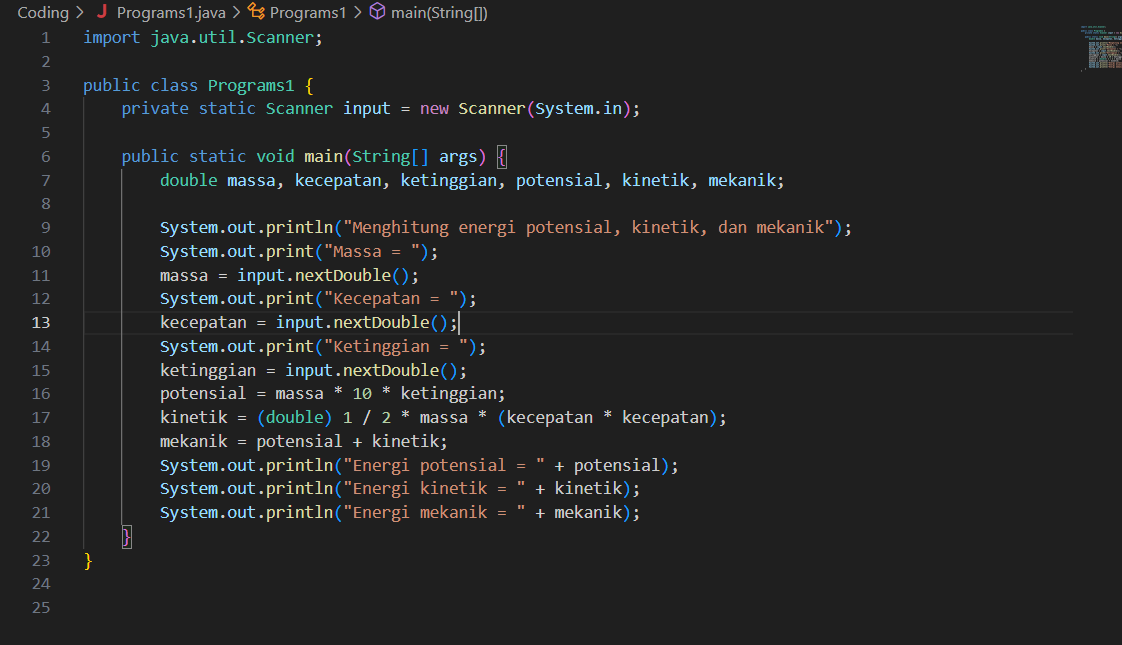 Coding > Programs1.java > Programs1 > main(String[])
1 import java.util.Scanner;
2
3 public class Programs1 {
4     private static Scanner input = new Scanner(System.in);
5
6     public static void main(String[] args) {
7         double massa, kecepatan, ketinggian, potensial, kinetik, mekanik;
8
9         System.out.println("Menghitung energi potensial, kinetik, dan mekanik");
10         System.out.print("Massa = ");
11         massa = input.nextDouble();
12         System.out.print("Kecepatan = ");
13         kecepatan = input.nextDouble();
14         System.out.print("Ketinggian = ");
15         ketinggian = input.nextDouble();
16         potensial = massa * 10 * ketinggian;
17         kinetik = (double) 1 / 2 * massa * (kecepatan * kecepatan);
18         mekanik = potensial + kinetik;
19         System.out.println("Energi potensial = " + potensial);
20         System.out.println("Energi kinetik = " + kinetik);
21         System.out.println("Energi mekanik = " + mekanik);
22     }
23 }
24
25